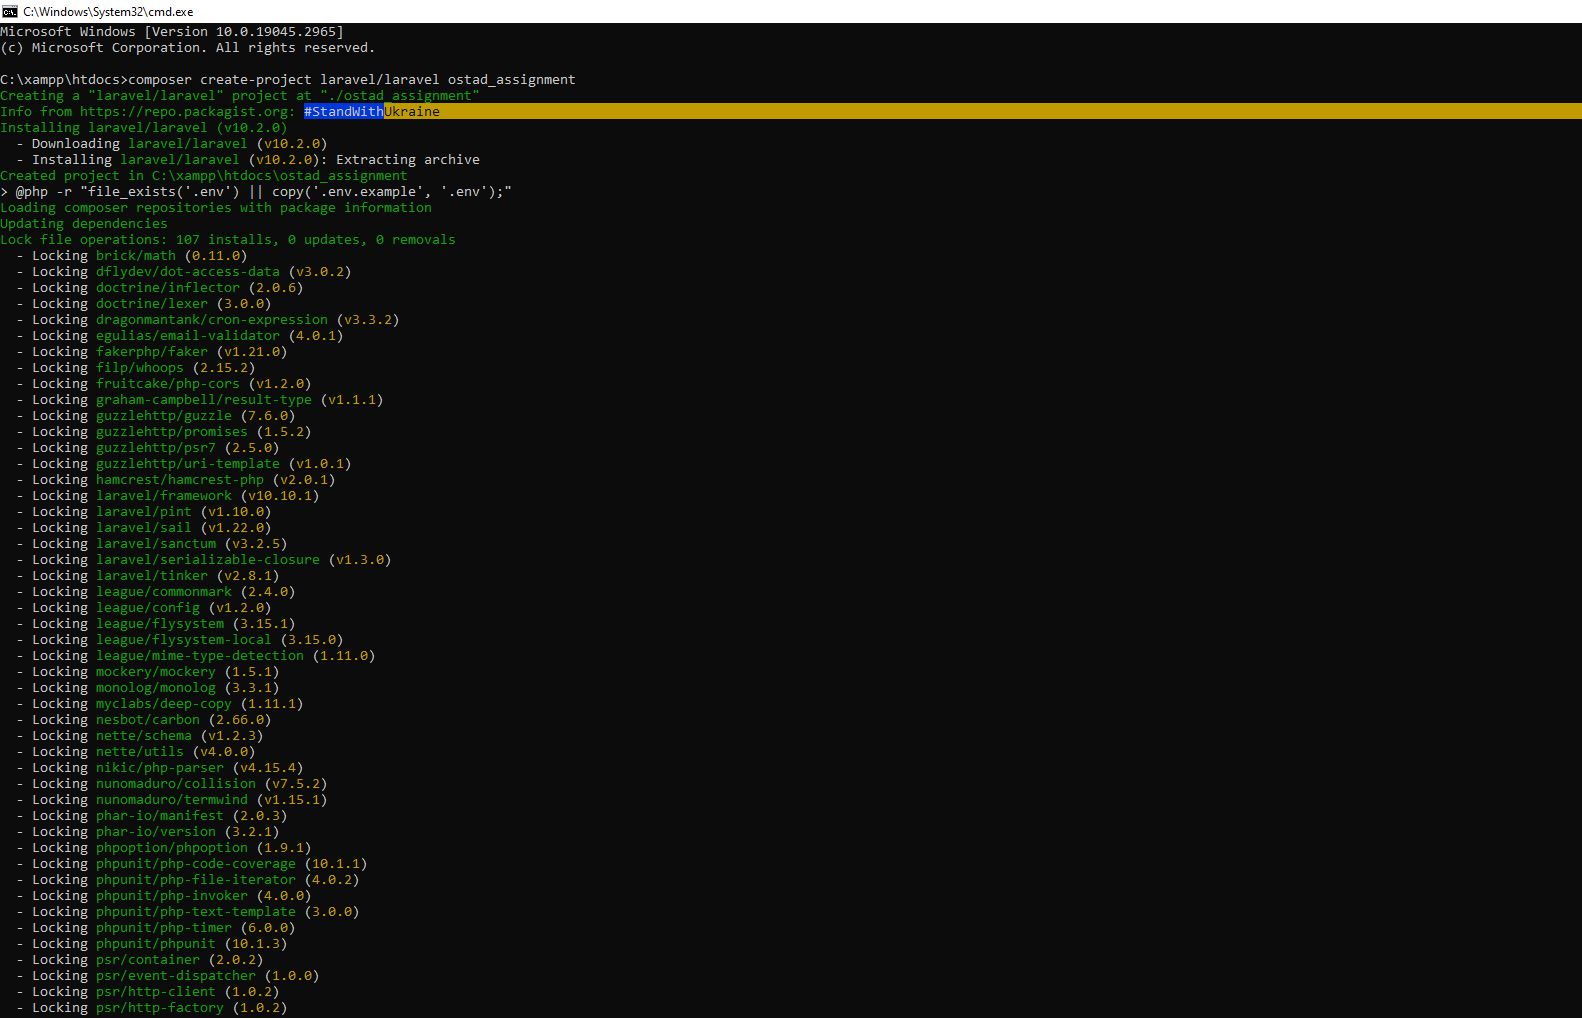 C:\Windows\System32\cmd.exe
Microsoft Windows [Version 10.0.19045.2965]
(c) Microsoft Corporation. All rights reserved.
C:\xampp\htdocs>composer create-project laravel/laravel ostad_assignment
Creating a "laravel/laravel" project at "./ostad_assignment"
Info from https://repo.packagist.org: #StandWithUkraine
Installing laravel/laravel (v10.2.0)
- Downloading laravel/laravel (v10.2.0)
- Installing laravel/laravel (v10.2.0): Extracting archive
Created project in C:\xampp\htdocs\ostad_assignment
> @php -r "file_exists('.env') || copy('.env.example', '.env');"
Loading composer repositories with package information
Updating dependencies
Lock file operations: 107 installs, 0 updates, 0 removals
- Locking brick/math (0.11.0)
- Locking dflydev/dot-access-data (v3.0.2)
- Locking doctrine/inflector (2.0.6)
- Locking doctrine/lexer (3.0.0)
- Locking dragonmantank/cron-expression (v3.3.2)
- Locking egulias/email-validator (4.0.1)
- Locking fakerphp/faker (v1.21.0)
- Locking filp/whoops (2.15.2)
- Locking fruitcake/php-cors (v1.2.0)
- Locking graham-campbell/result-type (v1.1.1)
- Locking guzzlehttp/guzzle (7.6.0)
- Locking guzzlehttp/promises (1.5.2)
- Locking guzzlehttp/psr7 (2.5.0)
- Locking guzzlehttp/uri-template (v1.0.1)
- Locking hamcrest/hamcrest-php (v2.0.1)
- Locking laravel/framework (v10.10.1)
- Locking laravel/pint (v1.10.0)
- Locking laravel/sail (v1.22.0)
- Locking laravel/sanctum (v3.2.5)
- Locking laravel/serializable-closure (v1.3.0)
- Locking laravel/tinker (v2.8.1)
- Locking league/commonmark (2.4.0)
- Locking league/config (v1.2.0)
- Locking league/flysystem (3.15.1)
- Locking league/flysystem-local (3.15.0)
- Locking league/mime-type-detection (1.11.0)
- Locking mockery/mockery (1.5.1)
- Locking monolog/monolog (3.3.1)
- Locking myclabs/deep-copy (1.11.1)
- Locking nesbot/carbon (2.66.0)
- Locking nette/schema (v1.2.3)
- Locking nette/utils (v4.0.0)
- Locking nikic/php-parser (v4.15.4)
- Locking nunomaduro/collision (v7.5.2)
- Locking nunomaduro/termwind (v1.15.1)
- Locking phar-io/manifest (2.0.3)
- Locking phar-io/version (3.2.1)
- Locking phpoption/phpoption (1.9.1)
- Locking phpunit/php-code-coverage (10.1.1)
- Locking phpunit/php-file-iterator (4.0.2)
- Locking phpunit/php-invoker (4.0.0)
- Locking phpunit/php-text-template (3.0.0)
- Locking phpunit/php-timer (6.0.0)
- Locking phpunit/phpunit (10.1.3)
- Locking psr/container (2.0.2)
- Locking psr/event-dispatcher (1.0.0)
- Locking psr/http-client (1.0.2)
- Locking psr/http-factory (1.0.2)